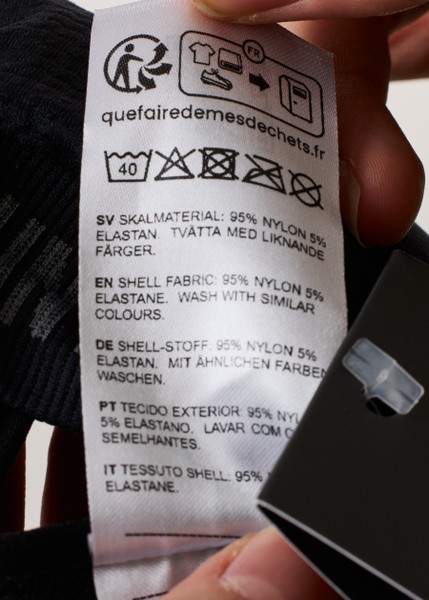 FR
quefairedemesdechets.fr
40
SV SKALMATERIAL: 95% NYLON 5%
ELASTAN. TVÄTTA MED LIKNANDE
FÄRGER.
EN SHELL FABRIC: 95% NYLON 5%
ELASTANE. WASH WITH SIMILAR
COLOURS.
DE SHELL-STOFF: 95% NYLON 5%
ELASTAN. MIT ÄHNLICHEN FARBEN
WASCHEN.
PT TECIDO EXTERIOR: 95%
5% ELASTANO. LAVAR COM
SEMELHANTES.
IT TESSUTO SHELL: 95%
ELASTANE.